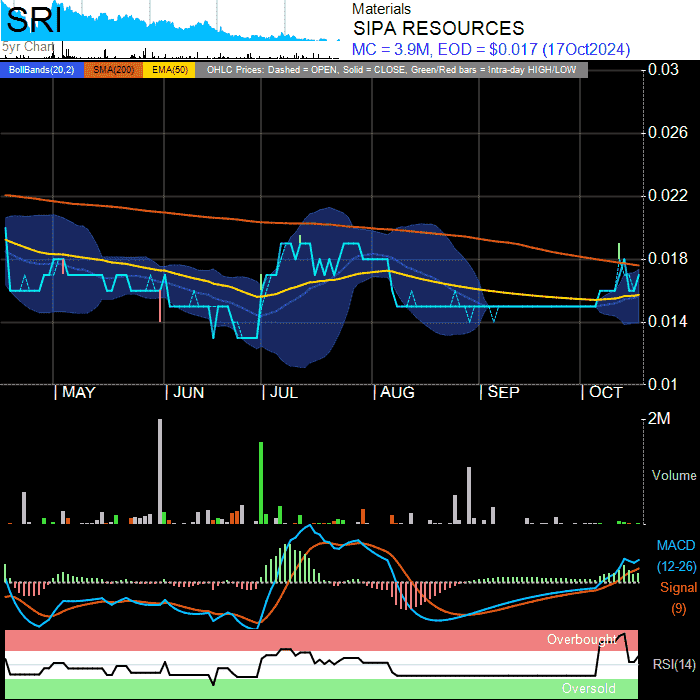 SRI
5yr Chart
Materials
SIPA RESOURCES
MC = 3.9M, EOD = $0.017 (17Oct2024)
BollBands(20,2) SMA(200) EMA(50) OHLC Prices: Dashed = OPEN, Solid = CLOSE, Green/Red bars = Intra-day HIGH/LOW
0.03
0.026
0.022
0.018
0.014
0.01
MAY JUN JUL AUG SEP OCT
2M
Volume
MACD
(12-26)
Signal
(9)
Overbought
RSI(14)
Oversold